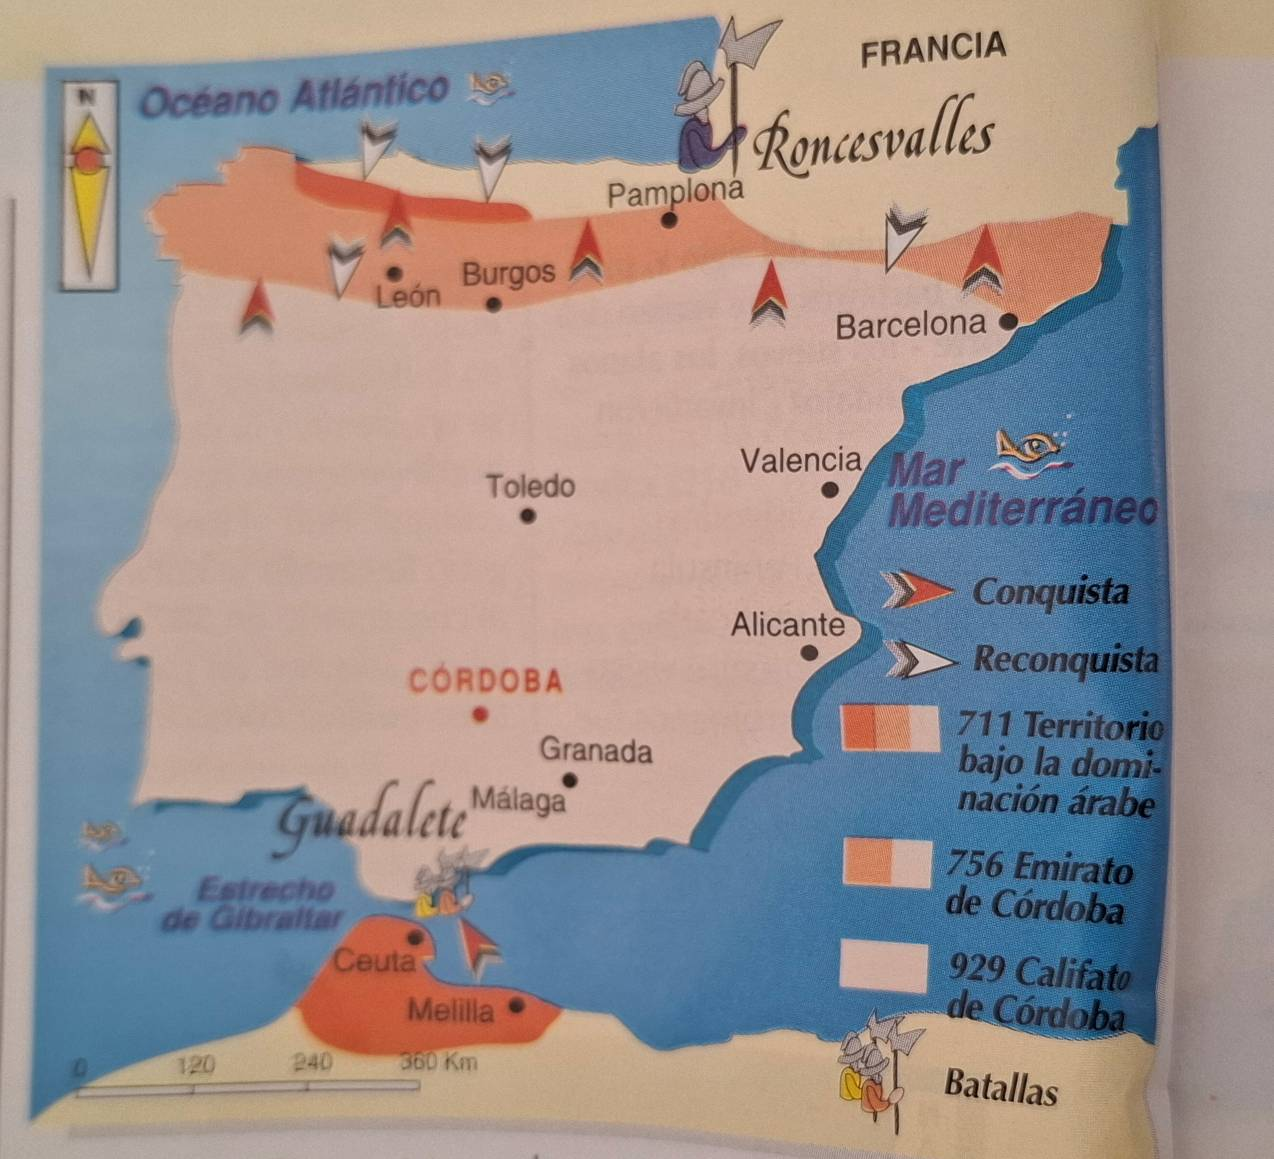 N
Océano Atlántico
FRANCIA
Roncesvalles
Pamplona
León
Burgos
Barcelona
Valencia
Mar
Mediterráneo
Toledo
Alicante
CÓRDOBA
Granada
Málaga
Guadalete
Estrecho
de Gibraltar
Ceuta
Melilla
0 120 240 360 Km
Conquista
Reconquista
711 Territorio
bajo la domi-
nación árabe
756 Emirato
de Córdoba
929 Califato
de Córdoba
Batallas